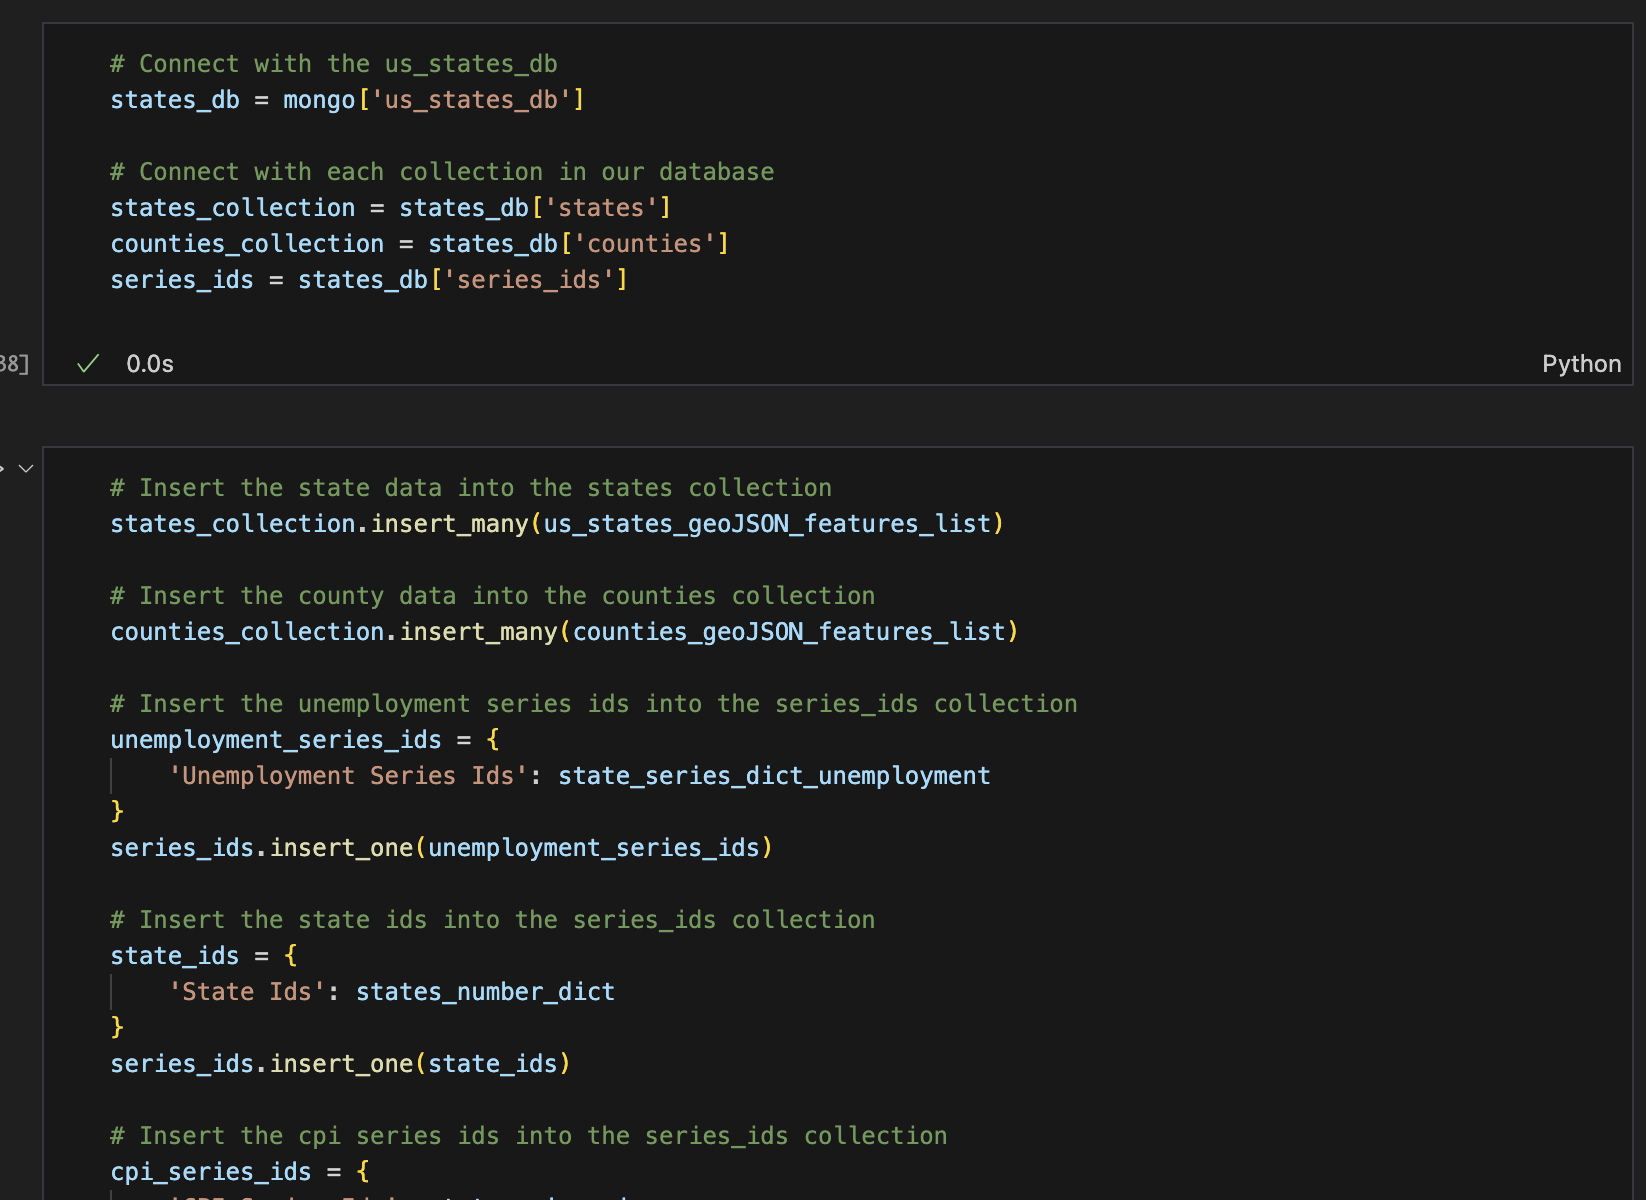 # Connect with the us_states_db
states_db = mongo['us_states_db']
# Connect with each collection in our database
states_collection = states_db['states']
counties_collection = states_db['counties']
series_ids = states_db['series_ids']
38]
0.0s
Python
# Insert the state data into the states collection
states_collection.insert_many(us_states_geoJSON_features_list)
# Insert the county data into the counties collection
counties_collection.insert_many(counties_geoJSON_features_list)
# Insert the unemployment series ids into the series_ids collection
unemployment_series_ids = {
'Unemployment Series Ids': state_series_dict_unemployment
}
series_ids.insert_one(unemployment_series_ids)
# Insert the state ids into the series_ids collection
state_ids = {
'State Ids': states_number_dict
}
series_ids.insert_one(state_ids)
# Insert the cpi series ids into the series_ids collection
cpi_series_ids = {